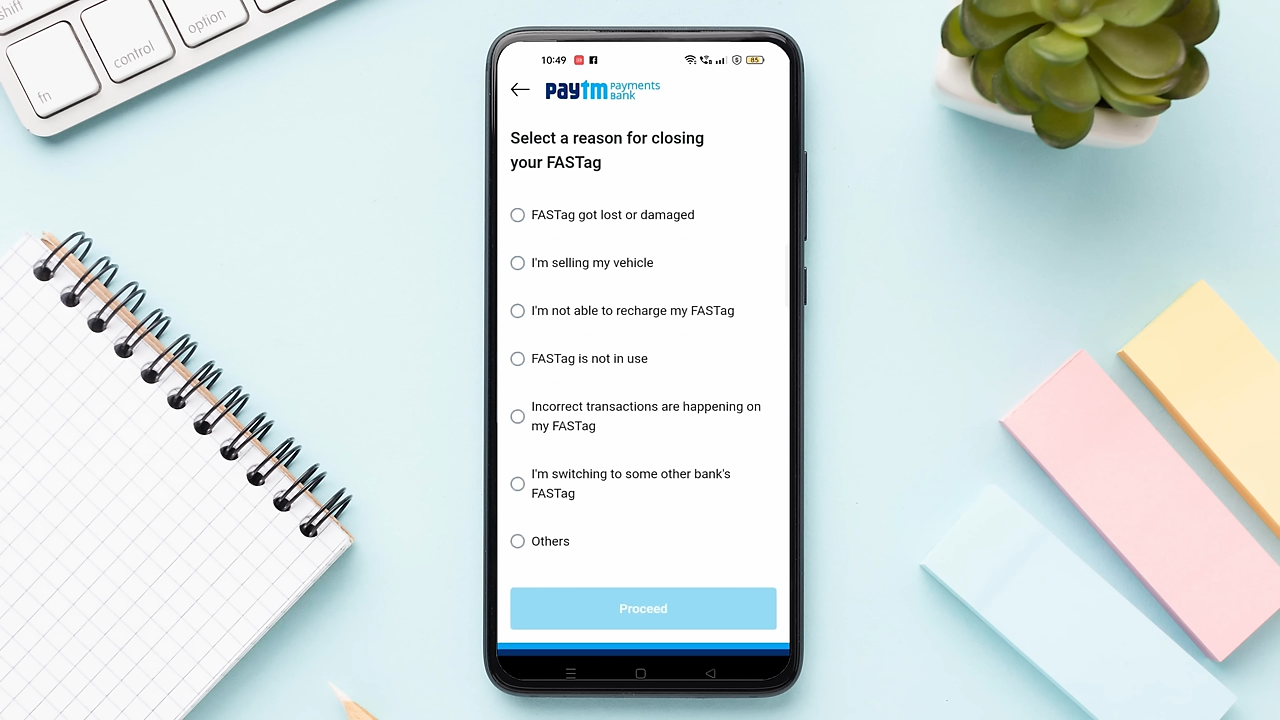 shift
fn
control
option
10:49
85
paytm Payments
Bank
Select a reason for closing
your FASTag
FASTag got lost or damaged
I'm selling my vehicle
I'm not able to recharge my FASTag
FASTag is not in use
Incorrect transactions are happening on
my FASTag
I'm switching to some other bank's
FASTag
Others
Proceed